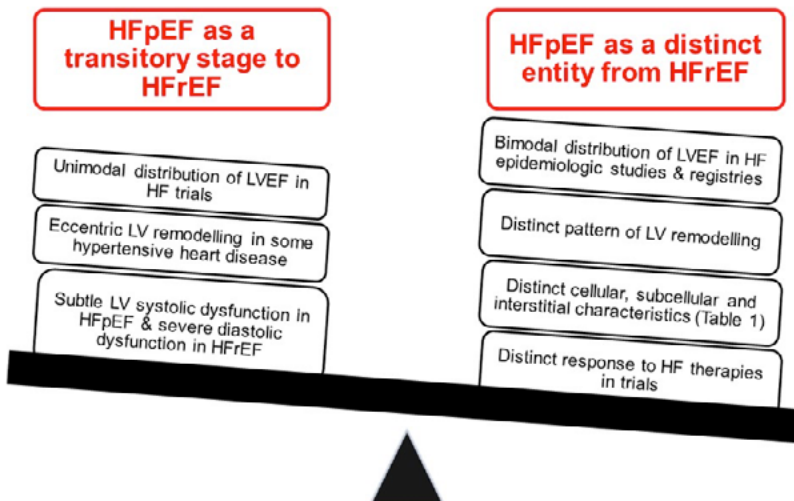 HFpEF as a
transitory stage to
HFrEF
Unimodal distribution of LVEF in
HF trials
Eccentric LV remodelling in some
hypertensive heart disease
Subtle LV systolic dysfunction in
HFpEF & severe diastolic
dysfunction in HFrEF
HFpEF as a distinct
entity from HFrEF
Bimodal distribution of LVEF in HF
epidemiologic studies & registries
Distinct pattern of LV remodelling
Distinct cellular, subcellular and
interstitial characteristics (Table 1)
Distinct response to HF therapies
in trials